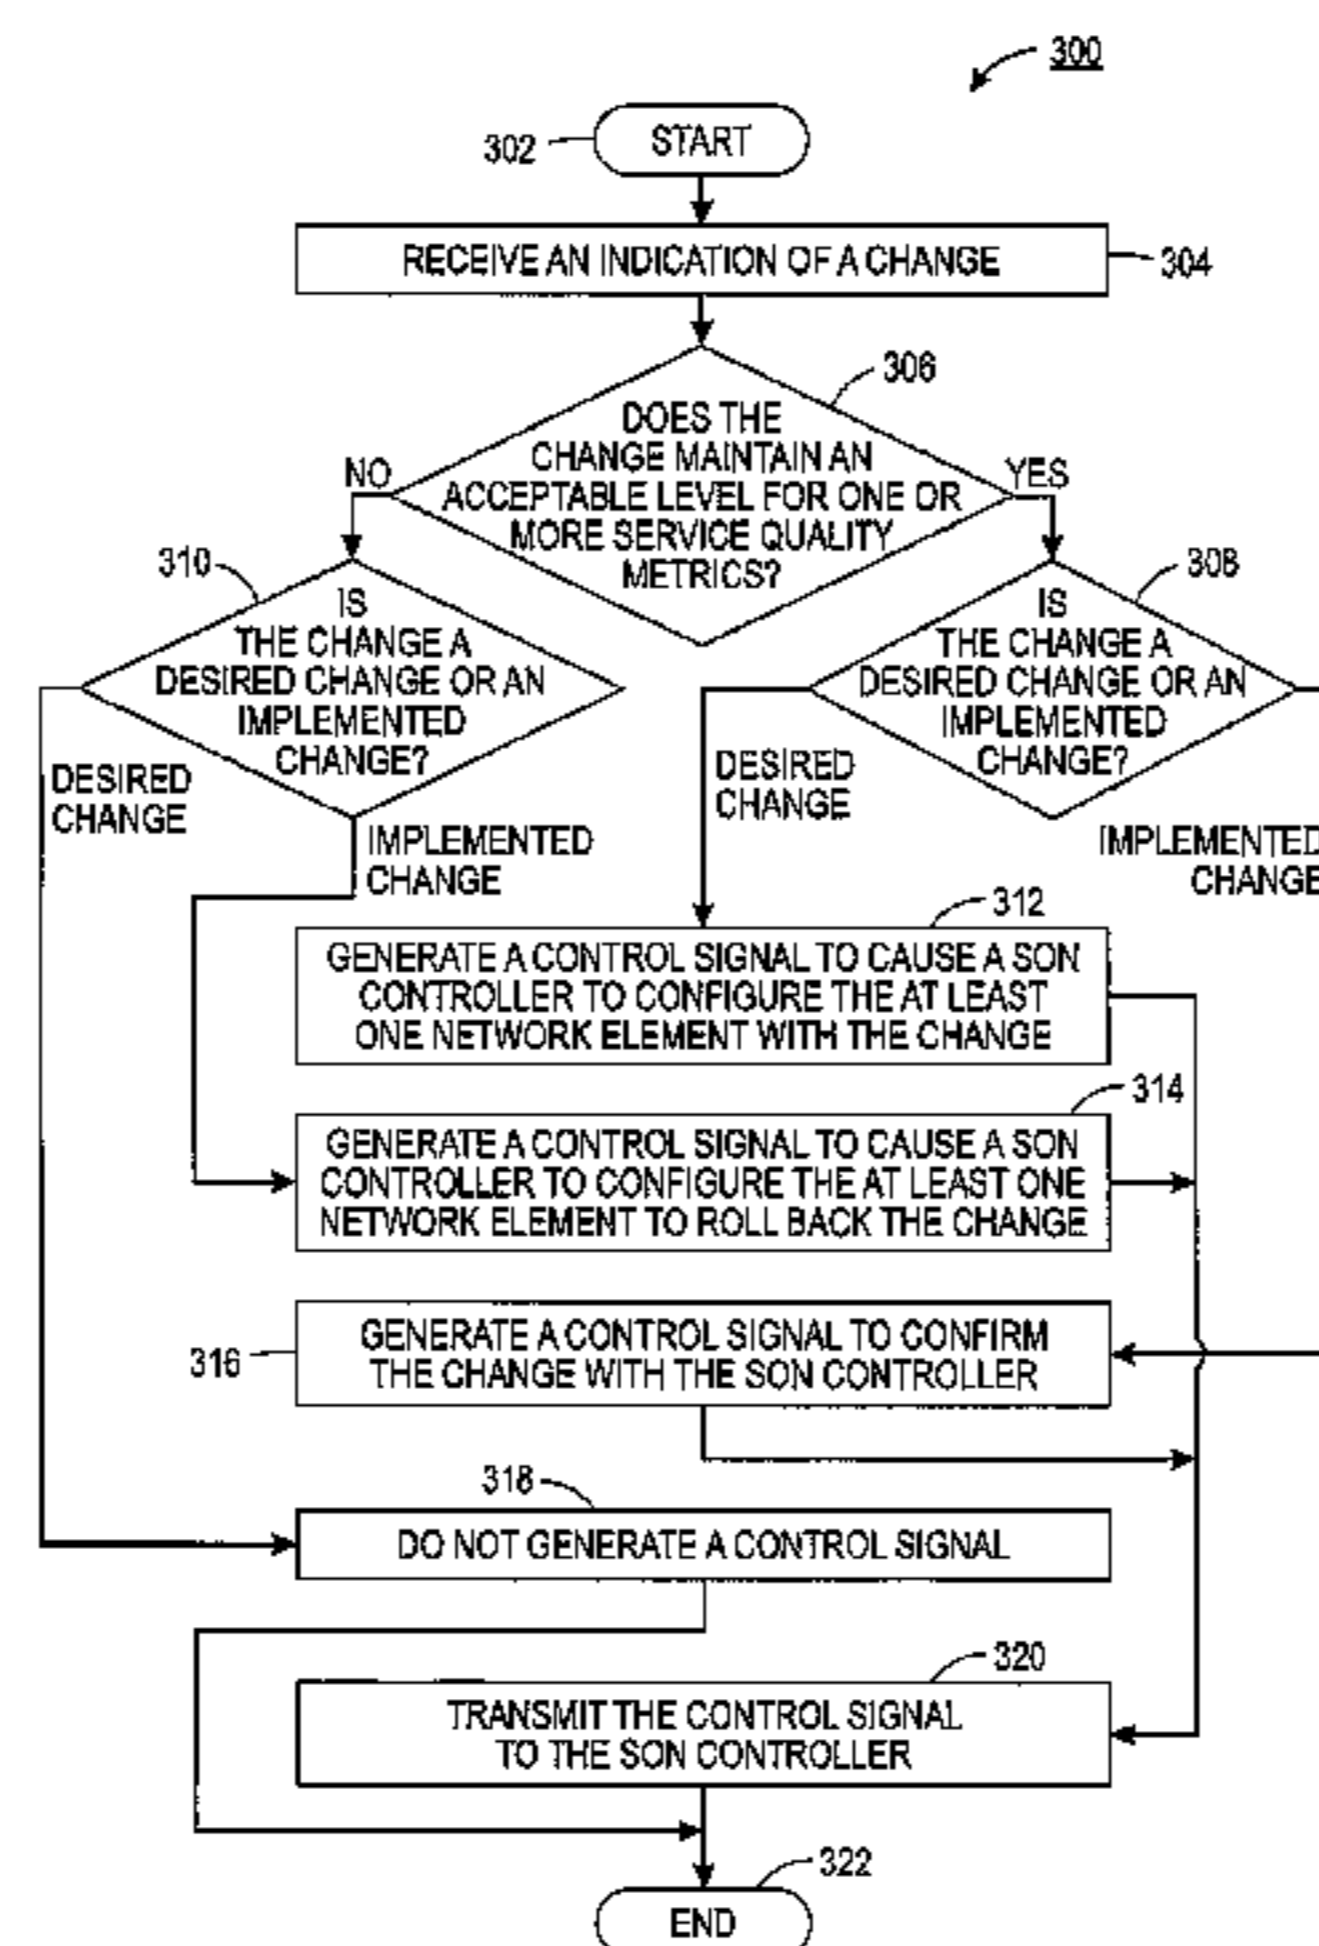 300
302
START
RECEIVE AN INDICATION OF A CHANGE
304
306
DOES THE
CHANGE MAINTAIN AN
ACCEPTABLE LEVEL FOR ONE OR
MORE SERVICE QUALITY
METRICS?
NO
YES
310
IS
THE CHANGE A
DESIRED CHANGE OR AN
IMPLEMENTED
CHANGE?
308
IS
THE CHANGE A
DESIRED CHANGE OR AN
IMPLEMENTED
CHANGE?
DESIRED
CHANGE
IMPLEMENTED
CHANGE
DESIRED
CHANGE
IMPLEMENTED
CHANGE
312
GENERATE A CONTROL SIGNAL TO CAUSE A SON
CONTROLLER TO CONFIGURE THE AT LEAST
ONE NETWORK ELEMENT WITH THE CHANGE
314
GENERATE A CONTROL SIGNAL TO CAUSE A SON
CONTROLLER TO CONFIGURE THE AT LEAST ONE
NETWORK ELEMENT TO ROLL BACK THE CHANGE
316
GENERATE A CONTROL SIGNAL TO CONFIRM
THE CHANGE WITH THE SON CONTROLLER
318
DO NOT GENERATE A CONTROL SIGNAL
320
TRANSMIT THE CONTROL SIGNAL
TO THE SON CONTROLLER
322
END